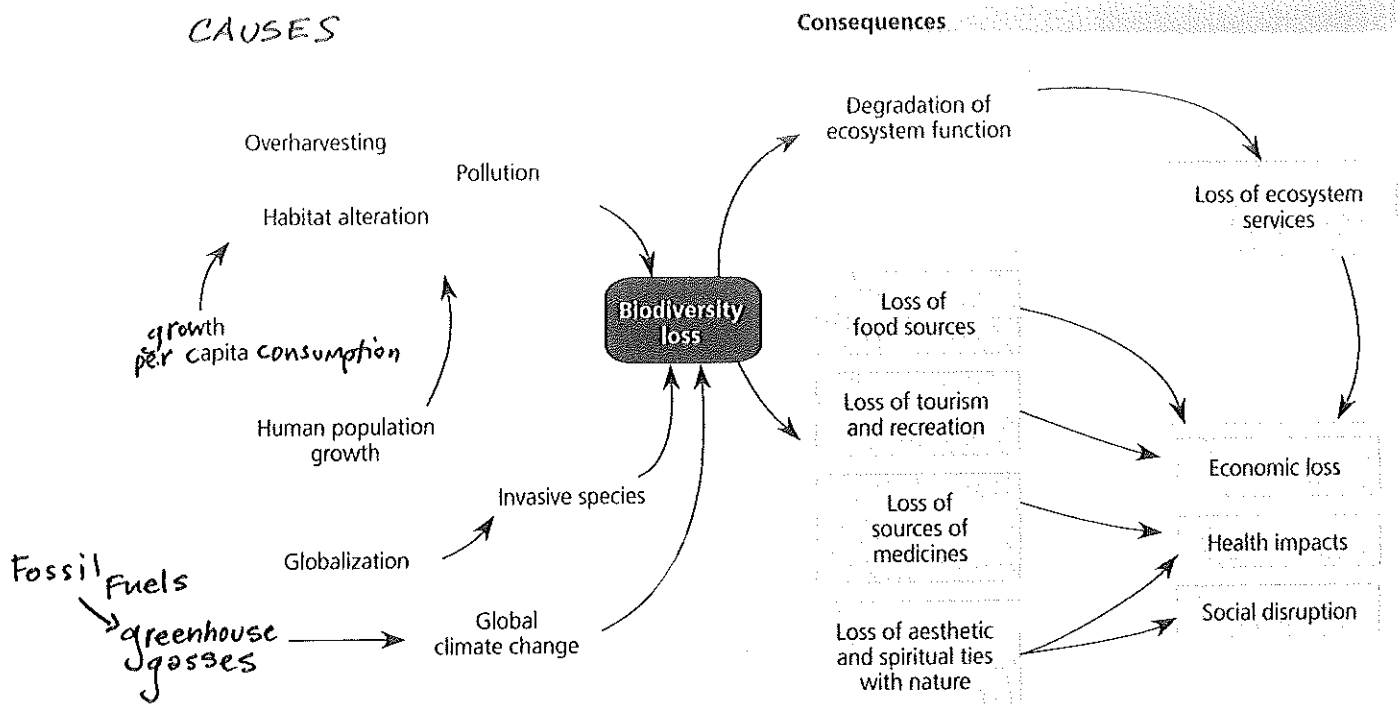 CAUSES
Consequences
Overharvesting
Pollution
Habitat alteration
growth
per capita consumption
Human population
growth
Invasive species
Globalization
Fossil Fuels
greenhouse
gasses
Global
climate change
Biodiversity
loss
Degradation of
ecosystem function
Loss of ecosystem
services
Loss of
food sources
Loss of tourism
and recreation
Loss of
sources of
medicines
Loss of aesthetic
and spiritual ties
with nature
Economic loss
Health impacts
Social disruption